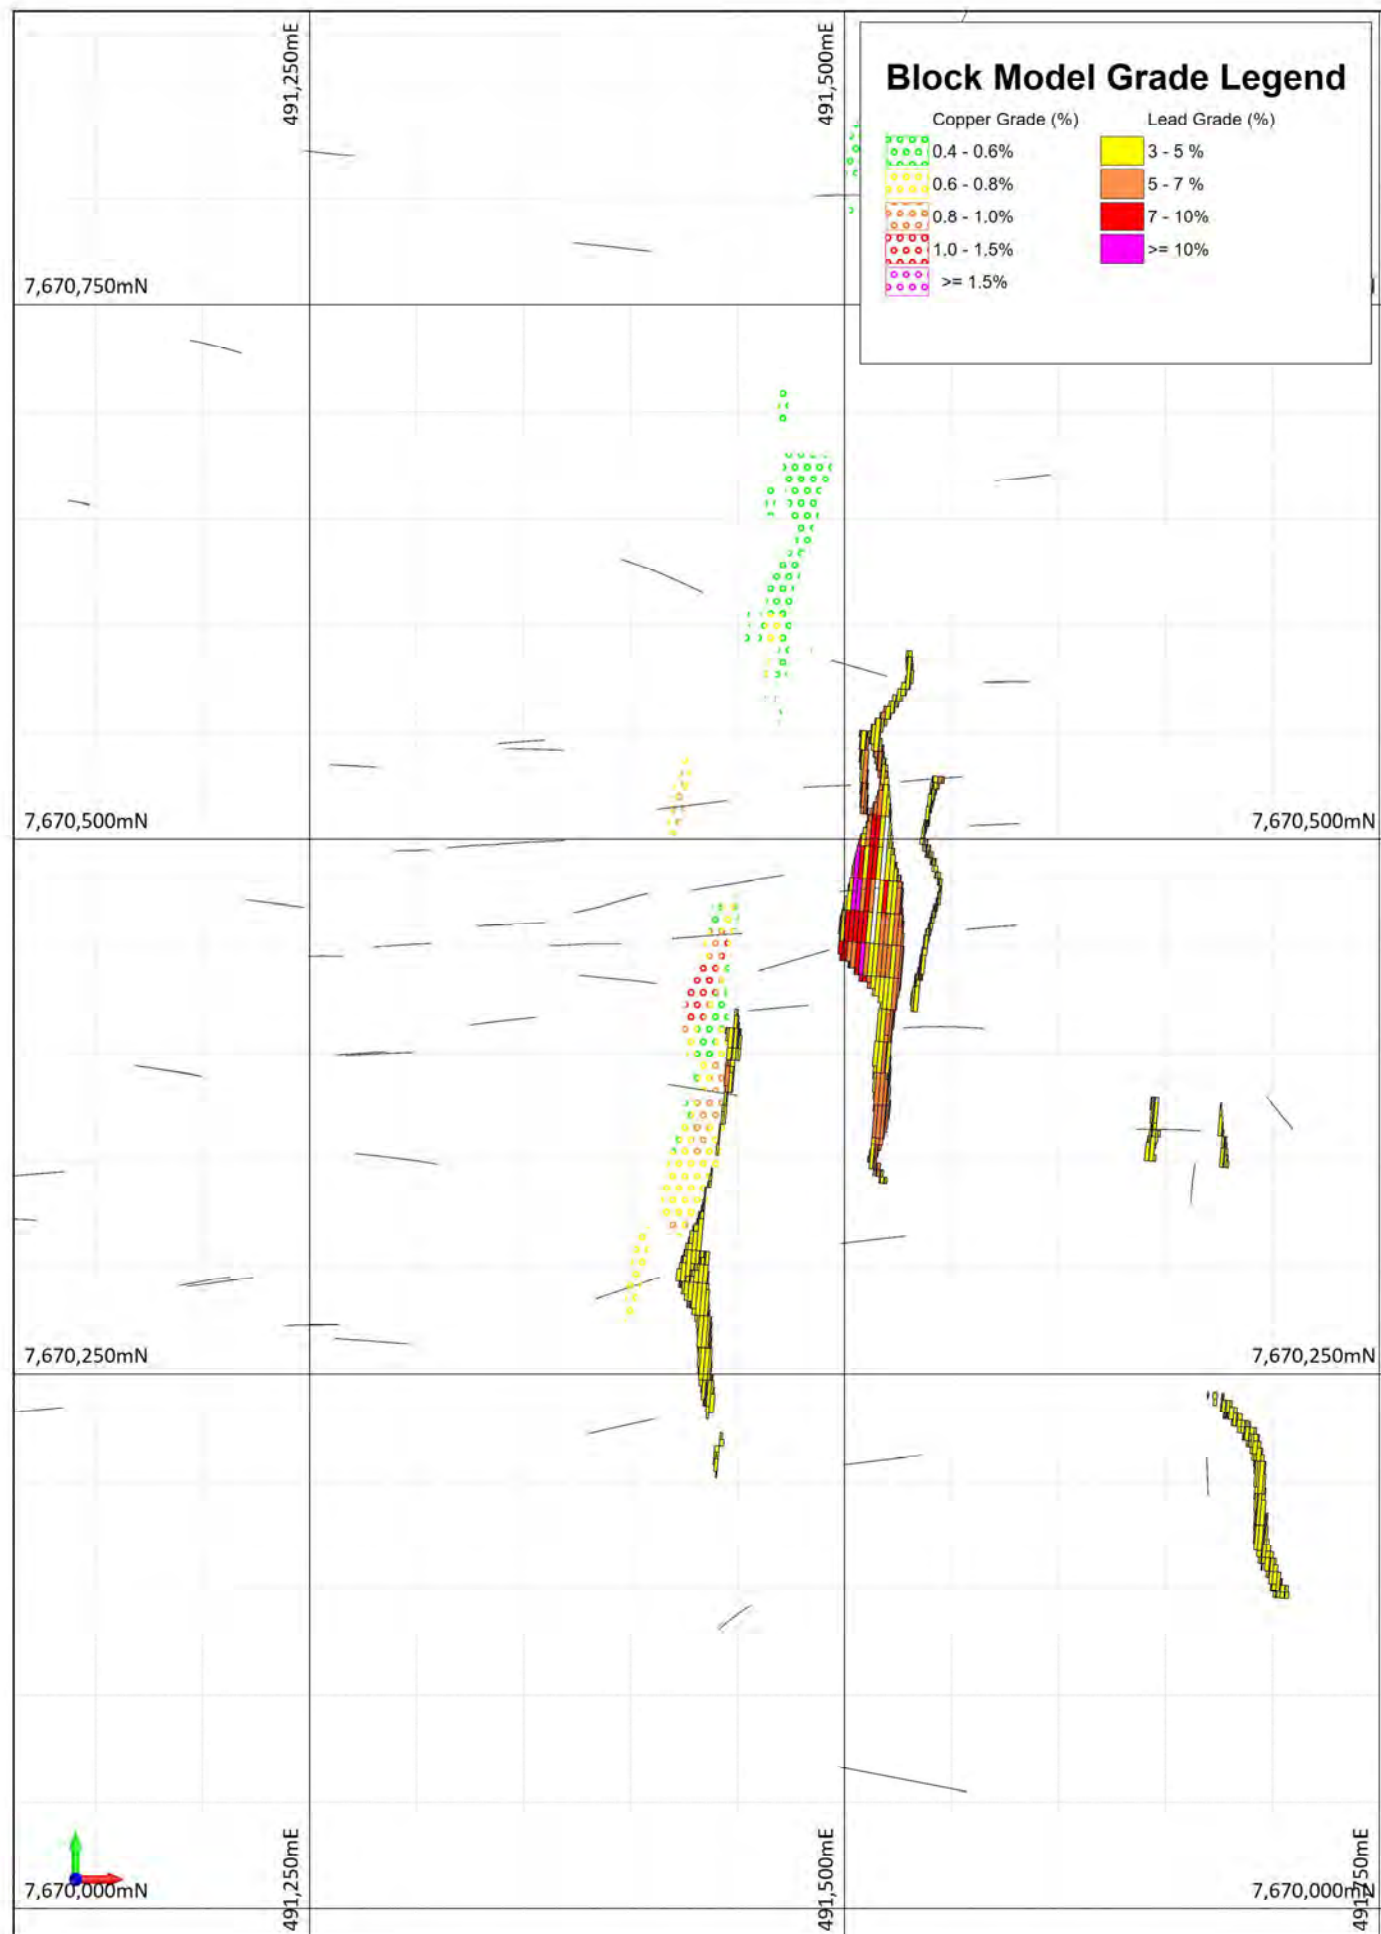 491,250mE
491,500mE
Block Model Grade Legend
Copper Grade (%)
Lead Grade (%)
0.4 - 0.6%
3 - 5 %
0.6 - 0.8%
5 - 7 %
0.8 - 1.0%
7 - 10%
1.0 - 1.5%
>= 10%
>= 1.5%
7,670,750mN
7,670,500mN
7,670,500mN
7,670,250mN
7,670,250mN
491,250mE
491,500mE
491,750mE
7,670,000mN
7,670,000mN